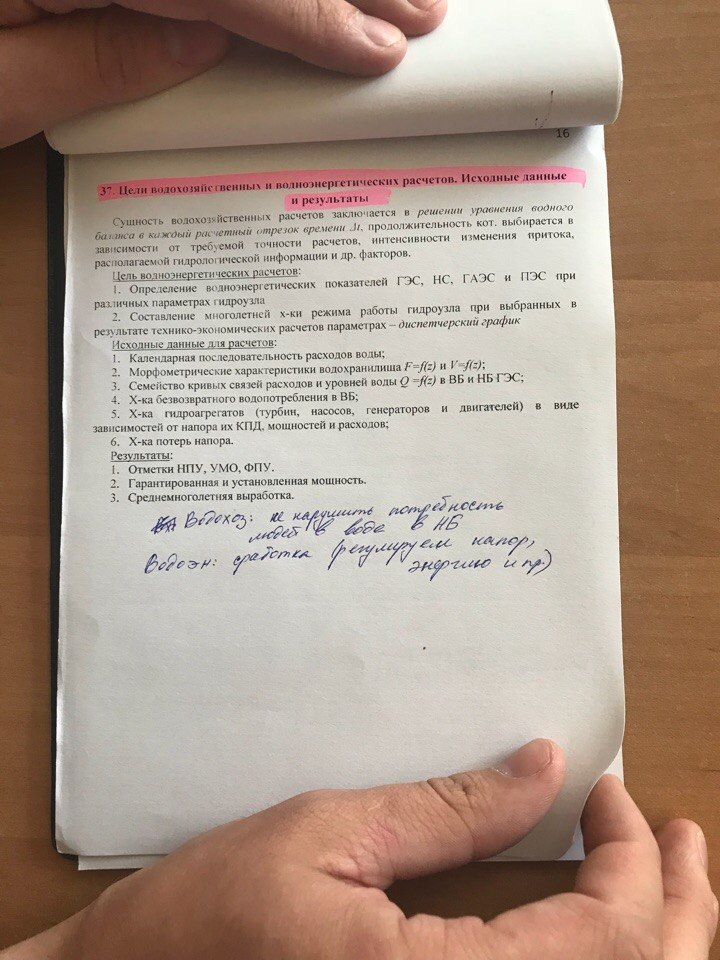 16
37. Цели водохозяйственных и водноэнергетических расчетов. Исходные данные
и результаты
Сущность водохозяйственных расчетов заключается в решении уравнения водного
баланса в каждый расчетный отрезок времени Δt, продолжительность кот. выбирается в
зависимости от требуемой точности расчетов, интенсивности изменения притока,
располагаемой гидрологической информации и др. факторов.
Цель водноэнергетических расчетов:
1. Определение водноэнергетических показателей ГЭС, НС, ГАЭС и ПЭС при
различных параметрах гидроузла
2. Составление многолетней х-ки режима работы гидроузла при выбранных в
результате технико-экономических расчетов параметрах – диспетчерский график
Исходные данные для расчетов:
1. Календарная последовательность расходов воды;
2. Морфометрические характеристики водохранилища F=f(z) и V=f(z);
3. Семейство кривых связей расходов и уровней воды Q =f(z) в ВБ и НБ ГЭС;
4. Х-ка безвозвратного водопотребления в ВБ;
5. Х-ка гидроагрегатов (турбин, насосов, генераторов и двигателей) в виде
зависимостей от напора их КПД, мощностей и расходов;
6. Х-ка потерь напора.
Результаты:
1. Отметки НПУ, УМО, ФПУ.
2. Гарантированная и установленная мощность.
3. Среднемноголетняя выработка.
Водохоз: не нарушить потребность
людей в воде в НБ
Водоэн: сработка (регулируем напор,
энергию и пр.)